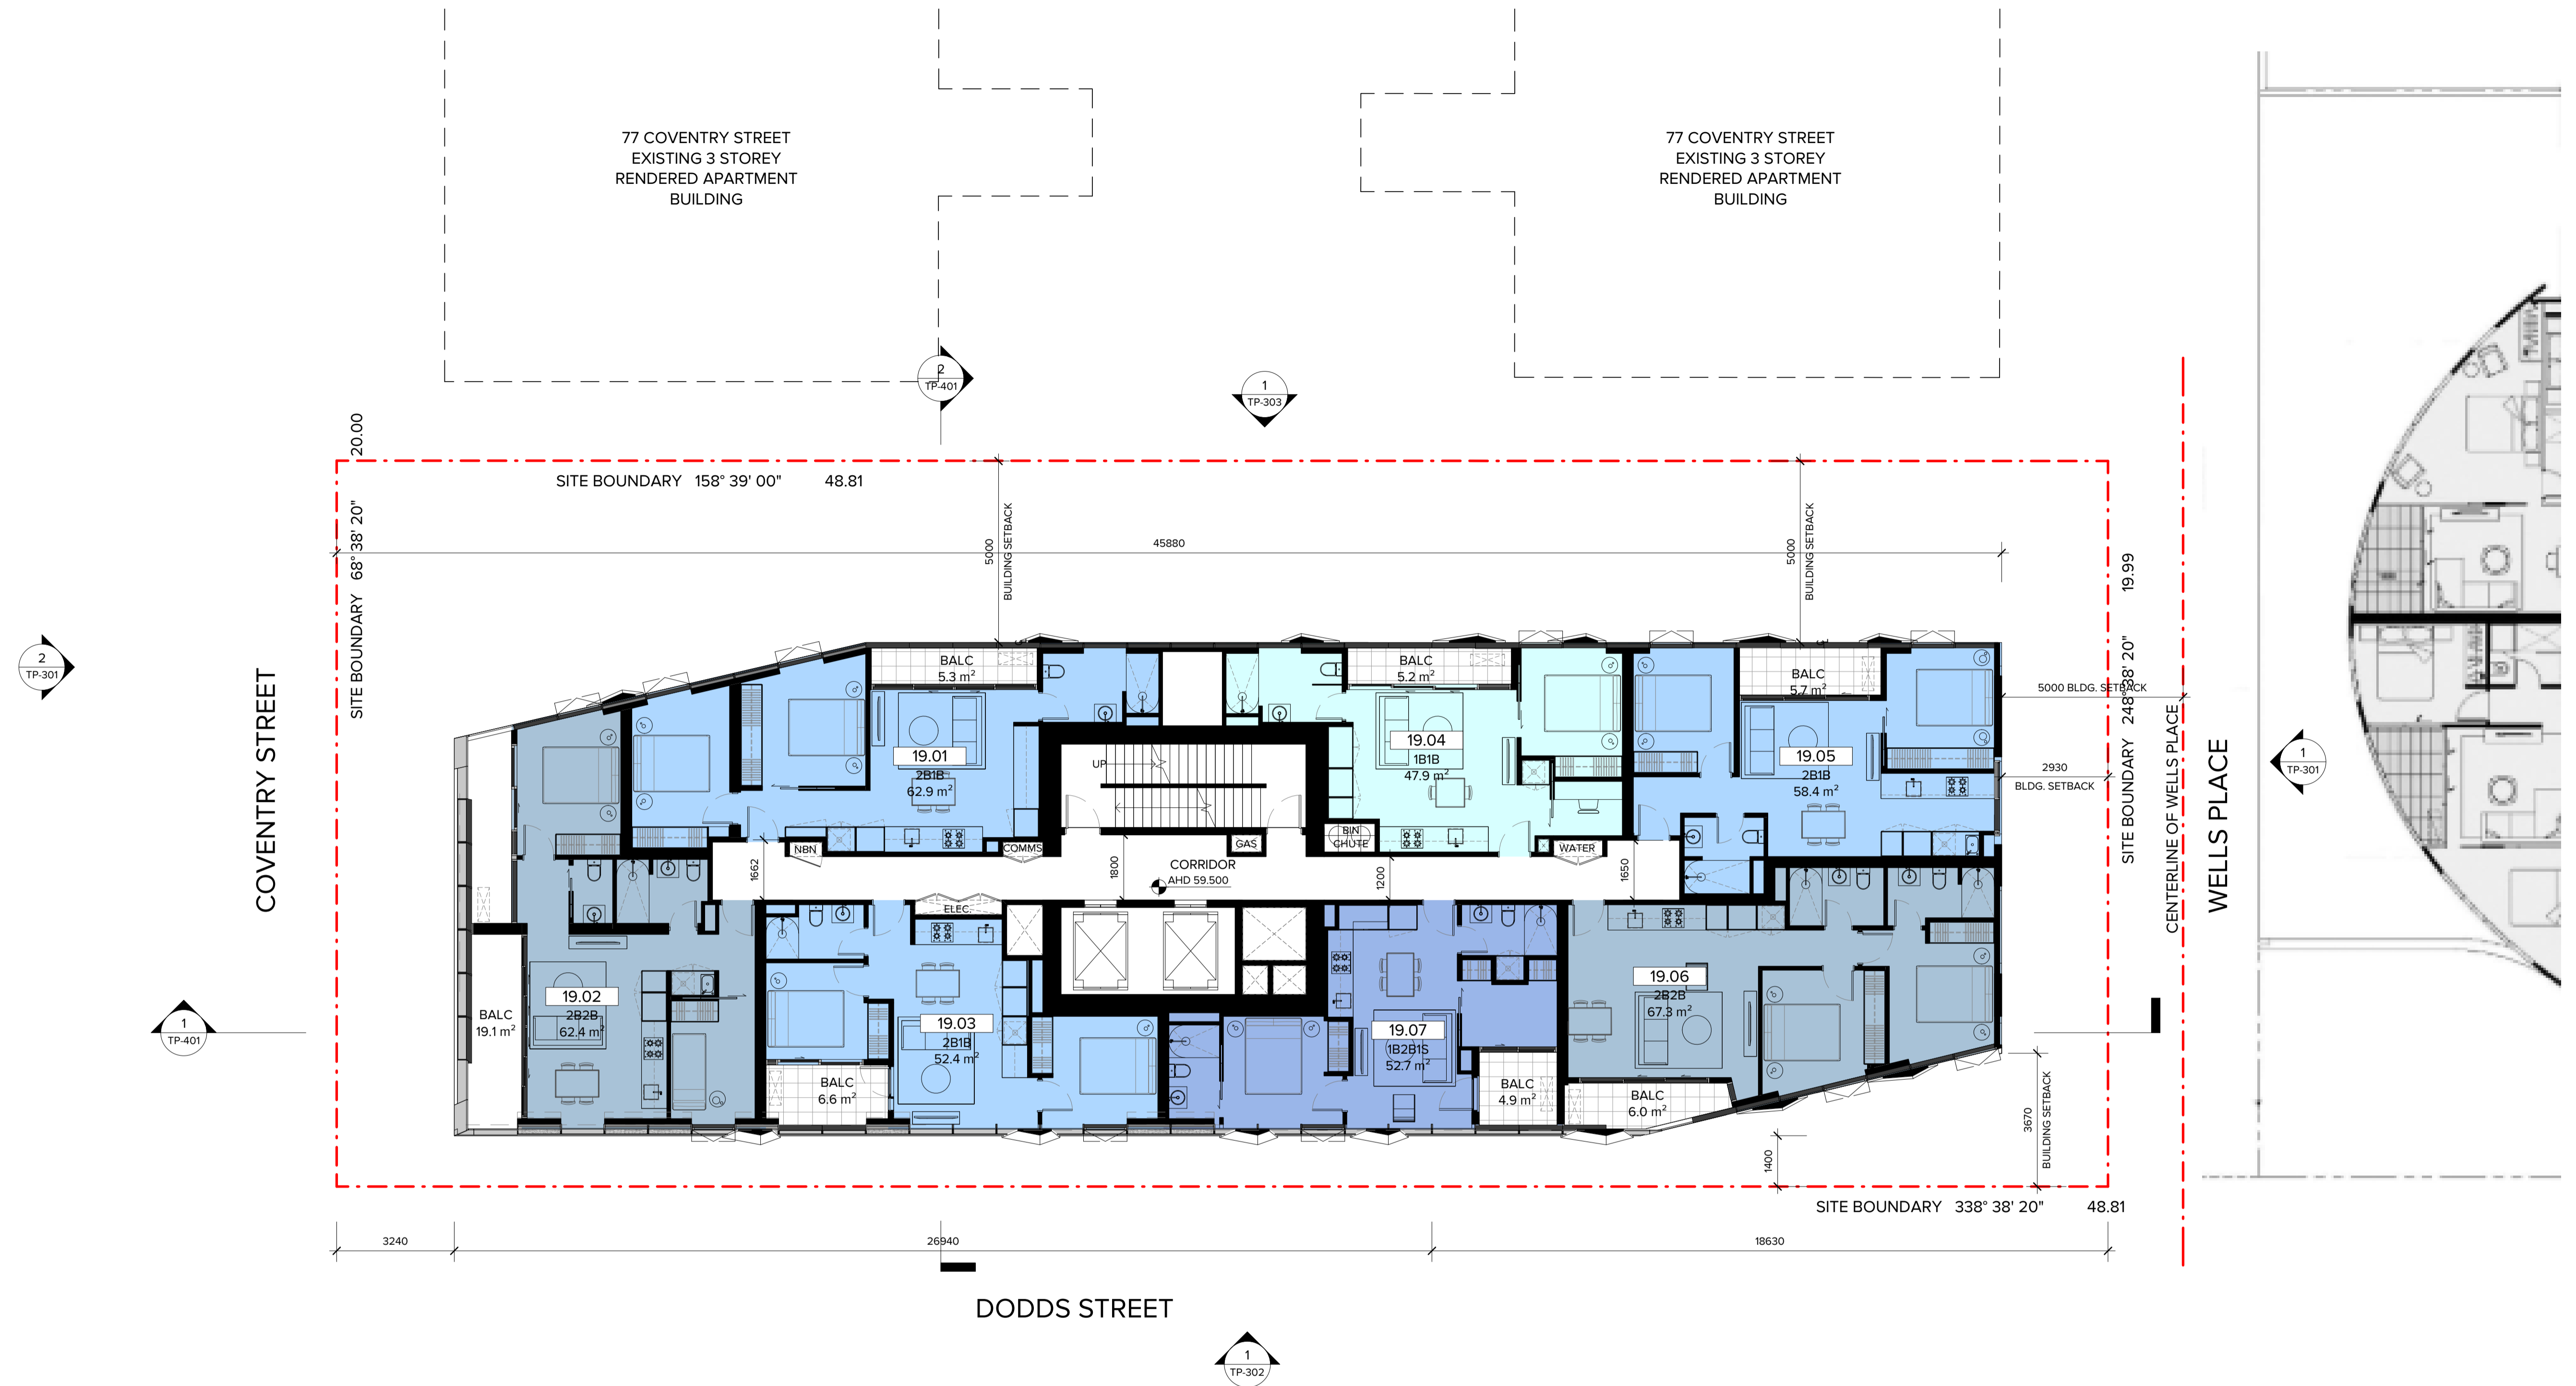 77 COVENTRY STREET
EXISTING 3 STOREY
RENDERED APARTMENT
BUILDING
77 COVENTRY STREET
EXISTING 3 STOREY
RENDERED APARTMENT
BUILDING
2
TP-401
1
TP-303
20.00
SITE BOUNDARY 68° 38' 20"
SITE BOUNDARY 158° 39' 00" 48.81
45880
5000
BUILDING SETBACK
5000
BUILDING SETBACK
19.99
SITE BOUNDARY 248° 38' 20"
COVENTRY STREET
2
TP-301
1
TP-401
BALC
5.3 m²
BALC
5.2 m²
BALC
5.7 m²
5000 BLDG. SETBACK
2930
BLDG. SETBACK
CENTERLINE OF WELLS PLACE
WELLS PLACE
1
TP-301
19.01
2B1B
62.9 m²
UP
19.04
1B1B
47.9 m²
19.05
2B1B
58.4 m²
NBN
COMMS
GAS
BIN
CHUTE
WATER
1662
1800
CORRIDOR
AHD 59.500
1200
1650
ELEC.
BALC
19.1 m²
19.02
2B2B
62.4 m²
19.03
2B1B
52.4 m²
BALC
6.6 m²
19.07
1B2B1S
52.7 m²
BALC
4.9 m²
19.06
2B2B
67.3 m²
BALC
6.0 m²
1400
3670
BUILDING SETBACK
SITE BOUNDARY 338° 38' 20" 48.81
3240
26940
18630
DODDS STREET
1
TP-302